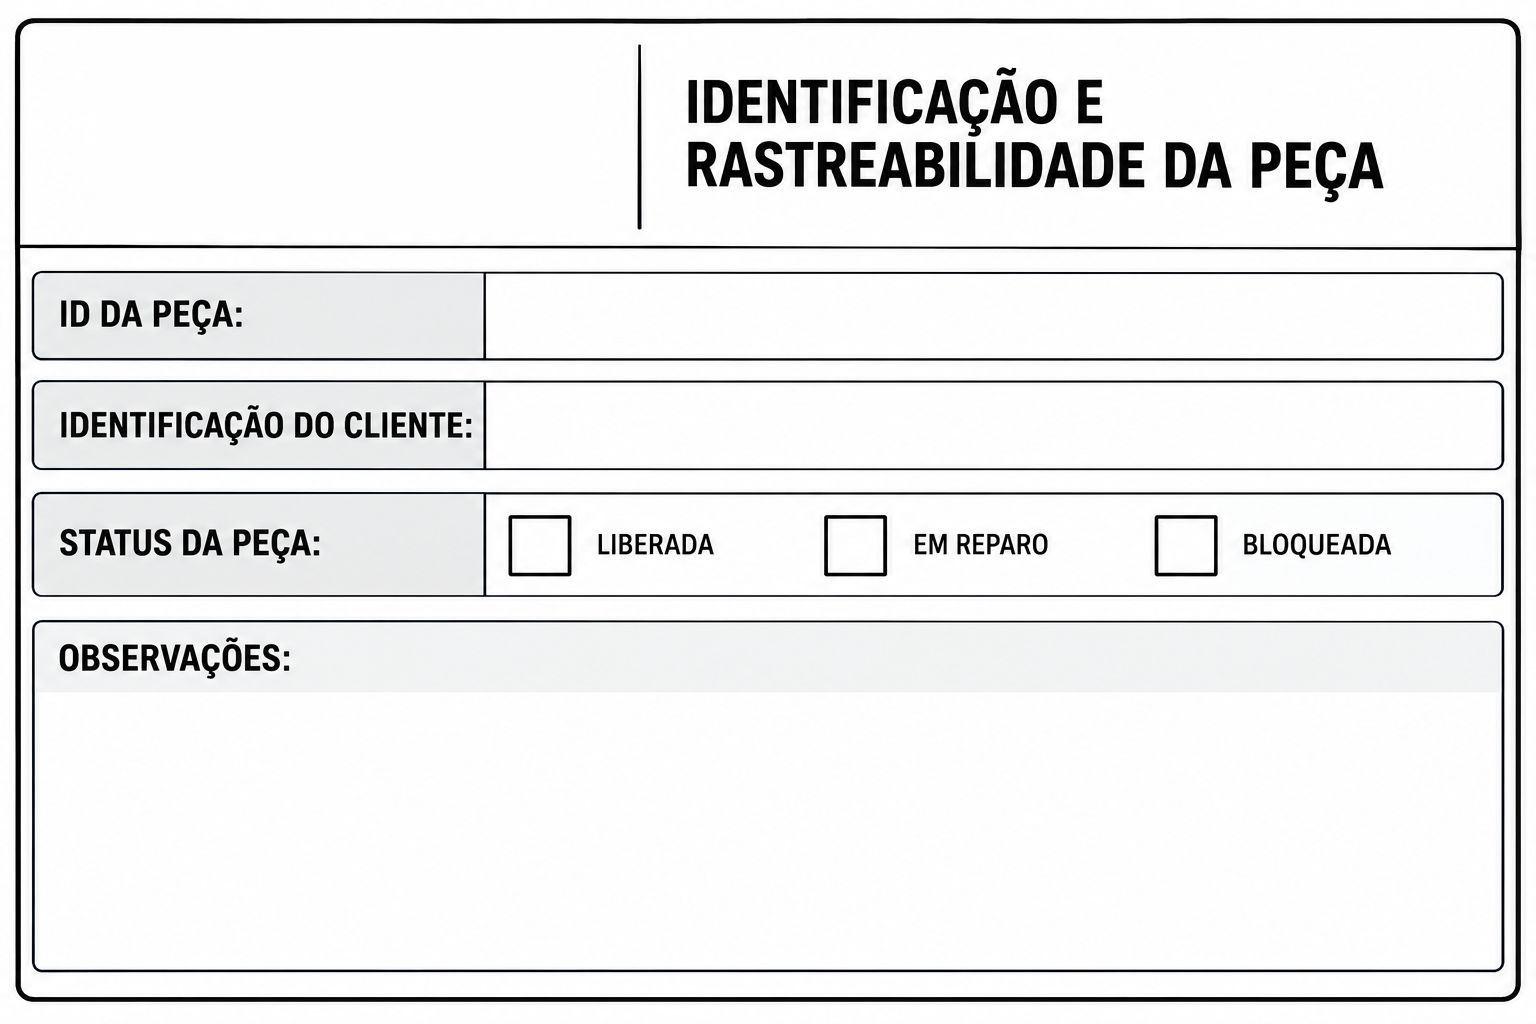 IDENTIFICAÇÃO E
RASTREABILIDADE DA PEÇA
ID DA PEÇA:
IDENTIFICAÇÃO DO CLIENTE:
STATUS DA PEÇA:
LIBERADA
EM REPARO
BLOQUEADA
OBSERVAÇÕES: